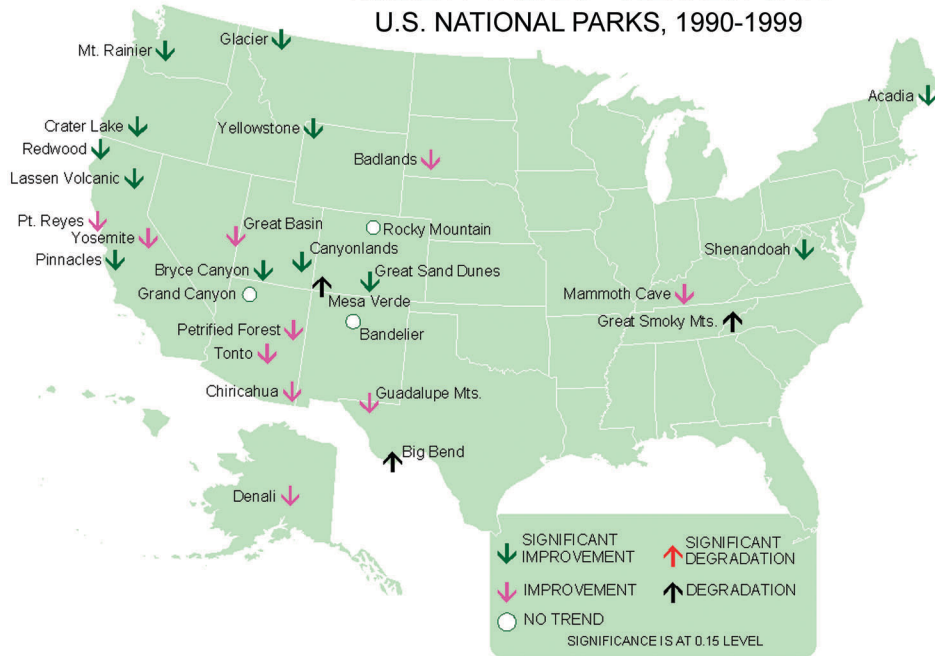 U.S. NATIONAL PARKS, 1990-1999
Glacier
Mt. Rainier
Acadia
Crater Lake
Yellowstone
Redwood
Badlands
Lassen Volcanic
Pt. Reyes
Great Basin
Rocky Mountain
Yosemite
Canyonlands
Shenandoah
Pinnacles
Bryce Canyon
Great Sand Dunes
Grand Canyon
Mesa Verde
Mammoth Cave
Great Smoky Mts.
Petrified Forest
Bandelier
Tonto
Chiricahua
Guadalupe Mts.
Big Bend
Denali
SIGNIFICANT
IMPROVEMENT
SIGNIFICANT
DEGRADATION
IMPROVEMENT
DEGRADATION
NO TREND
SIGNIFICANCE IS AT 0.15 LEVEL